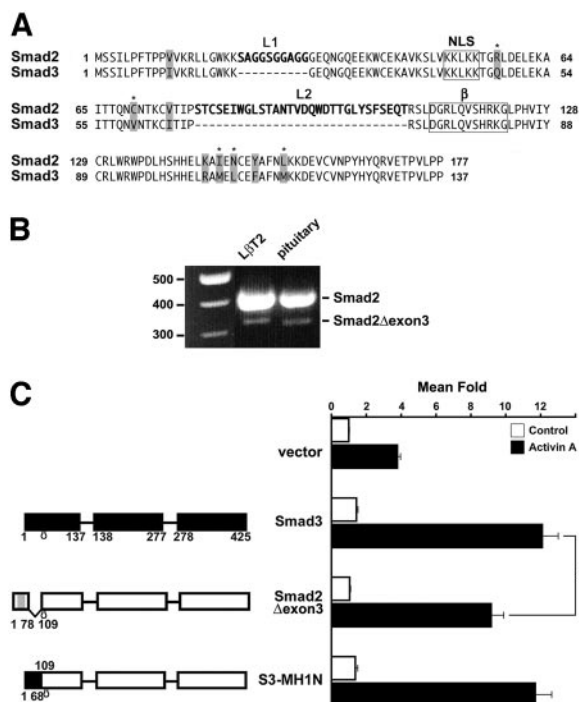 A
L1
NLS
*
Smad2 1 MSSILPFTPPVVKRLLGWKKSAGGSGGAGGGEQNGQEEKWCEKAVKSLVKKLKKTGRLDELEKA 64
Smad3 1 MSSILPFTPPIVKRLLGWKK----------GEQNGQEEKWCEKAVKSLVKKLKKTGQLDELEKA 54
*
L2
β
Smad2 65 ITTQNCNTKCVTIPSTCSEIWGLSTANTVDQWDTTGLYSFSEQTRSLDGRLQVSHRKGLPHVIY 128
Smad3 55 ITTQNVNTKCITIP------------------------------RSLDGRLQVSHRKGLPHVIY 88
* * *
Smad2 129 CRLWRWPDLHSHHELKAIENCEYAFNLKKDEVCVNPYHYQRVETPVLPP 177
Smad3 89 CRLWRWPDLHSHHELRAMELCEFAFNMKKDEVCVNPYHYQRVETPVLPP 137
B
LβT2 pituitary
500
400
300
Smad2
Smad2Δexon3
C
Mean Fold
0 2 4 6 8 10 12
Control
Activin A
vector
Smad3
1 137 138 277 278 425
Smad2
Δexon3
1 78 109
109
S3-MH1N
1 68